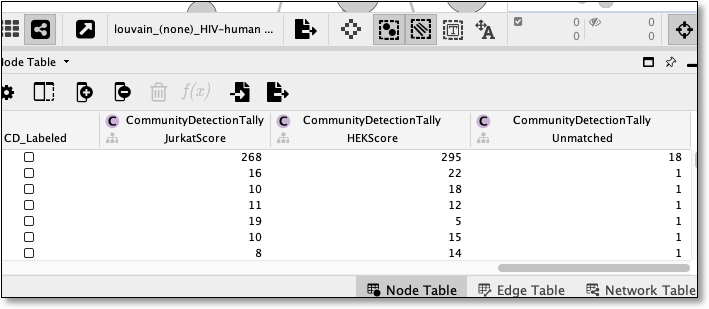 louvain_(none)_HIV-human ...
0
0
0
0
Node Table
f(x)
CD_Labeled
C CommunityDetectionTally JurkatScore
C CommunityDetectionTally HEKScore
C CommunityDetectionTally Unmatched
268 295 18
16 22 1
10 18 1
11 12 1
19 5 1
10 15 1
8 14 1
Node Table Edge Table Network Table